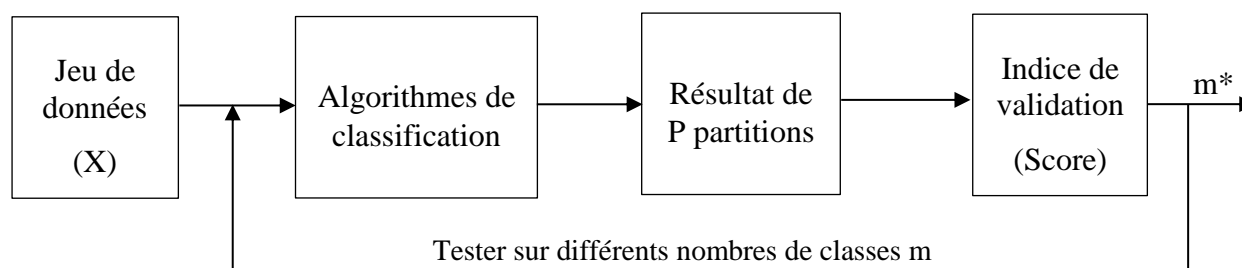 Jeu de
données
(X)
Algorithmes de
classification
Résultat de
P partitions
Indice de
validation
(Score)
m*
Tester sur différents nombres de classes m